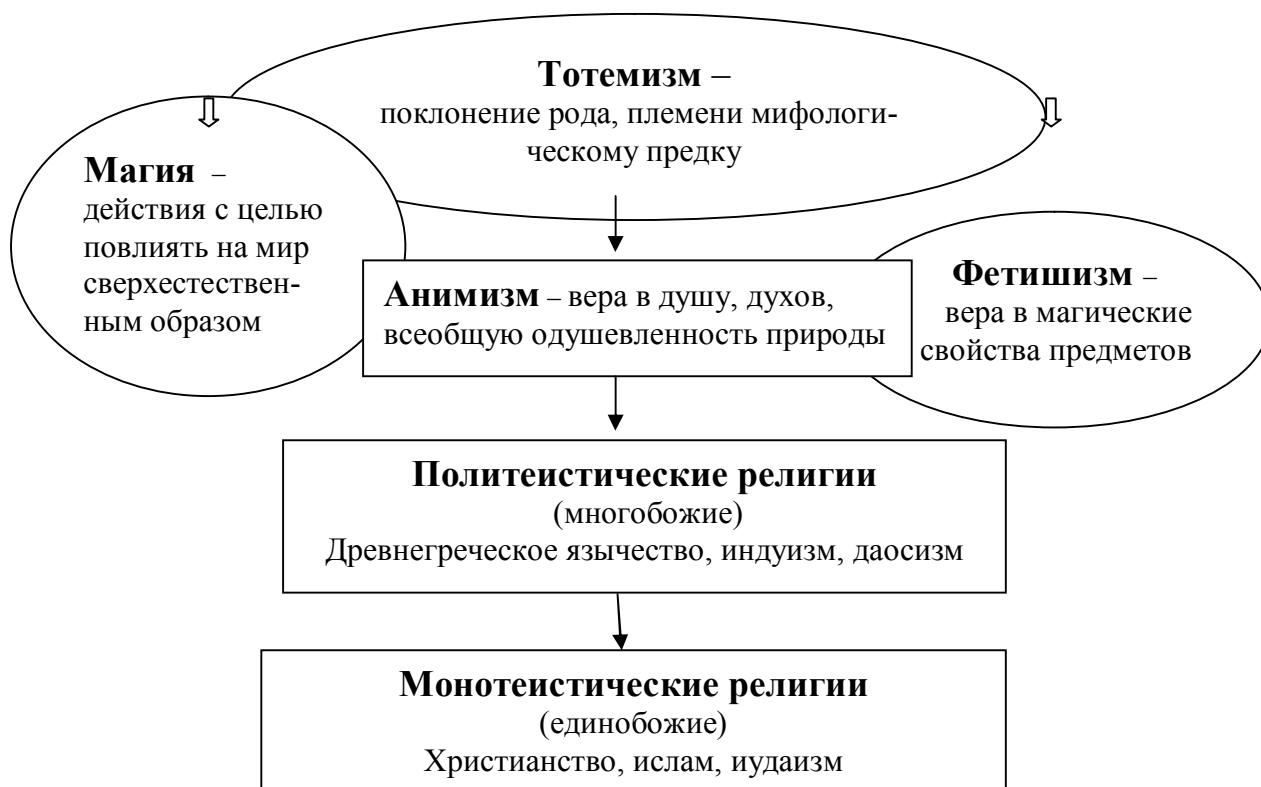 Тотемизм –
поклонение рода, племени мифологи-
ческому предку
Магия –
действия с целью
повлиять на мир
сверхестествен-
ным образом
Анимизм – вера в душу, духов,
всеобщую одушевленность природы
Фетишизм –
вера в магические
свойства предметов
Политеистические религии
(многобожие)
Древнегреческое язычество, индуизм, даосизм
Монотеистические религии
(единобожие)
Христианство, ислам, иудаизм